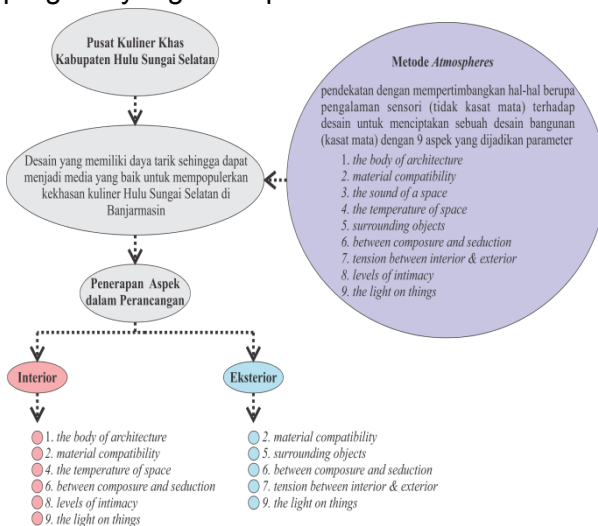 Pusat Kuliner Khas
Kabupaten Hulu Sungai Selatan
Metode Atmospheres
pendekatan dengan mempertimbangkan hal-hal berupa
pengalaman sensori (tidak kasat mata) terhadap
desain untuk menciptakan sebuah desain bangunan
(kasat mata) dengan 9 aspek yang dijadikan parameter
1. the body of architecture
2. material compatibility
3. the sound of a space
4. the temperature of space
5. surrounding objects
6. between composure and seduction
7. tension between interior & exterior
8. levels of intimacy
9. the light on things
Desain yang memiliki daya tarik sehingga dapat
menjadi media yang baik untuk mempopulerkan
kekhasan kuliner Hulu Sungai Selatan di
Banjarmasin
Penerapan Aspek
dalam Perancangan
Interior
1. the body of architecture
2. material compatibility
4. the temperature of space
6. between composure and seduction
8. levels of intimacy
9. the light on things
Eksterior
2. material compatibility
5. surrounding objects
6. between composure and seduction
7. tension between interior & exterior
9. the light on things